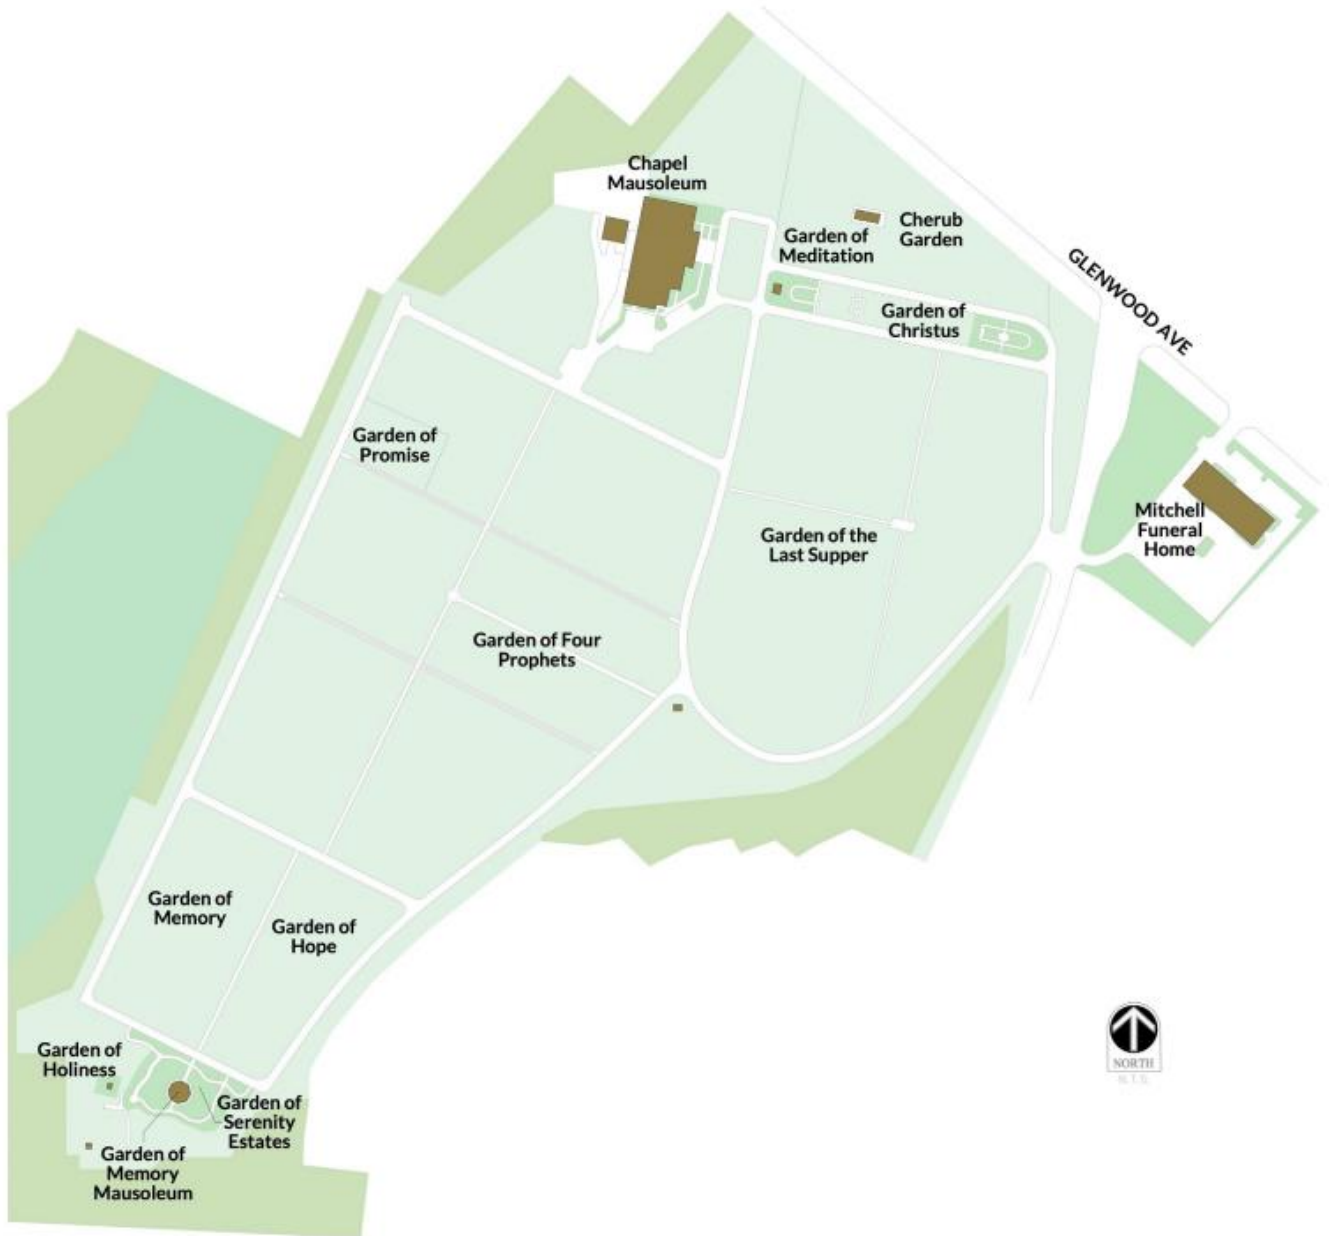 Chapel
Mausoleum
Cherub
Garden
Garden of
Meditation
GLENWOOD AVE
Garden of
Christus
Garden of
Promise
Mitchell
Funeral
Home
Garden of the
Last Supper
Garden of Four
Prophets
Garden of
Memory
Garden of
Hope
NORTH
N.T.S.
Garden of
Holiness
Garden of
Serenity
Estates
Garden of
Memory
Mausoleum